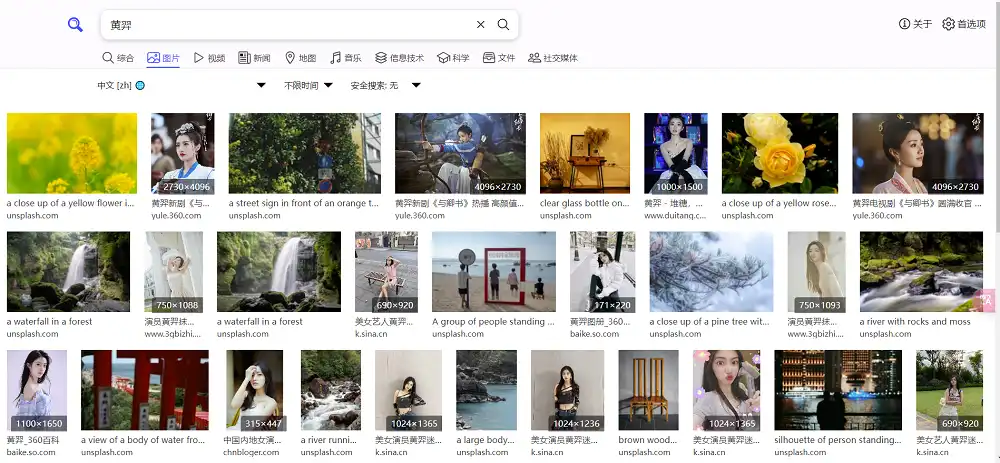 黄羿
关于
首选项
综合
图片
视频
新闻
地图
音乐
信息技术
科学
文件
社交媒体
中文 [zh]
不限时间
安全搜索: 无
2730×4096
4096×2730
1000×1500
4096×2730
a close up of a yellow flower i...
黄羿新剧《与...
a street sign in front of an orange t...
黄羿新剧《与卿书》热播 高颜值...
clear glass bottle on...
黄羿 - 堆糖，...
a close up of a yellow rose...
黄羿电视剧《与卿书》圆满收官 ...
unsplash.com
yule.360.com
unsplash.com
yule.360.com
unsplash.com
www.duitang.c...
unsplash.com
yule.360.com
750×1088
690×920
171×220
750×1093
a waterfall in a forest
演员黄羿抹...
a waterfall in a forest
美女艺人黄羿...
A group of people standing ...
黄羿图册_360...
a close up of a pine tree wit...
演员黄羿抹...
a river with rocks and moss
unsplash.com
www.3qbizhi....
unsplash.com
k.sina.cn
unsplash.com
baike.so.com
unsplash.com
www.3qbizhi....
unsplash.com
1100×1650
315×447
1024×1365
1024×1236
1024×1365
690×920
黄羿_360百科
a view of a body of water fro...
中国内地女演...
a river runni...
美女演员黄羿迷...
a large body...
美女演员黄羿迷...
brown wood...
美女演员黄羿迷...
silhouette of person standing...
美女艺人黄羿...
baike.so.com
unsplash.com
chnbloger.com
unsplash.com
k.sina.cn
unsplash.com
k.sina.cn
unsplash.com
k.sina.cn
unsplash.com
k.sina.cn